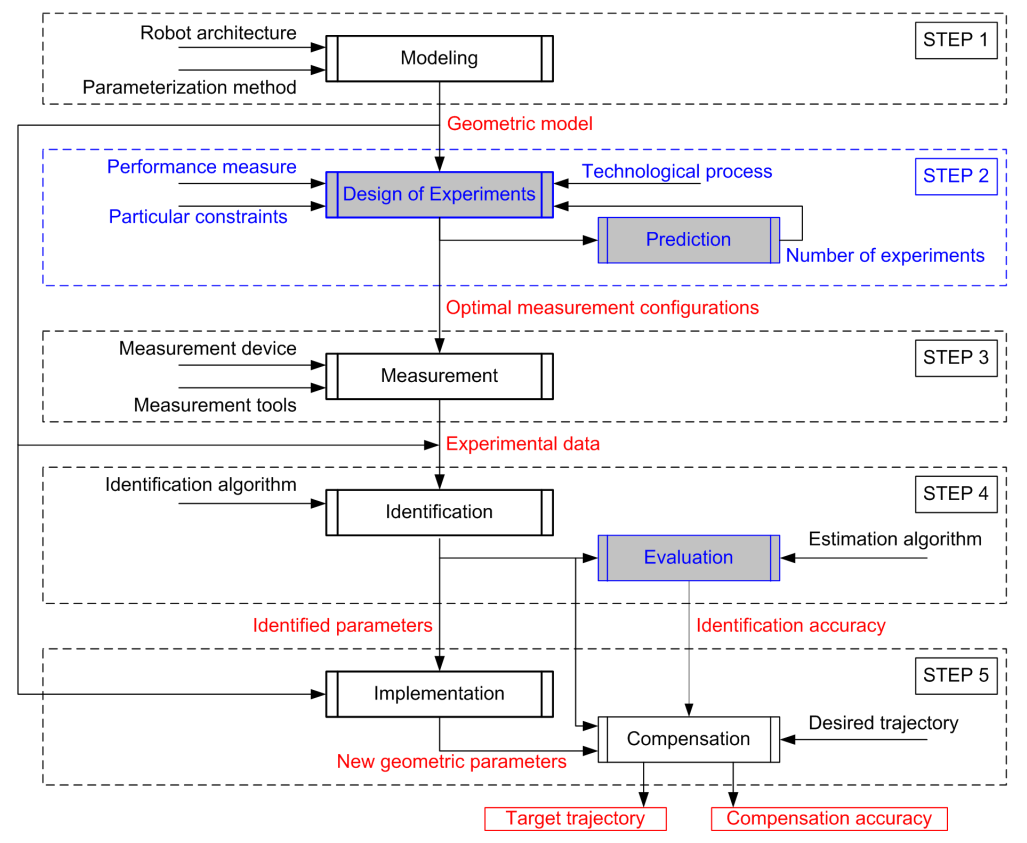 Robot architecture
STEP 1
Modeling
Parameterization method
Geometric model
Performance measure
Technological process
STEP 2
Design of Experiments
Particular constraints
Prediction
Number of experiments
Optimal measurement configurations
Measurement device
STEP 3
Measurement
Measurement tools
Experimental data
Identification algorithm
STEP 4
Identification
Estimation algorithm
Evaluation
Identified parameters
Identification accuracy
STEP 5
Implementation
Desired trajectory
Compensation
New geometric parameters
Target trajectory
Compensation accuracy